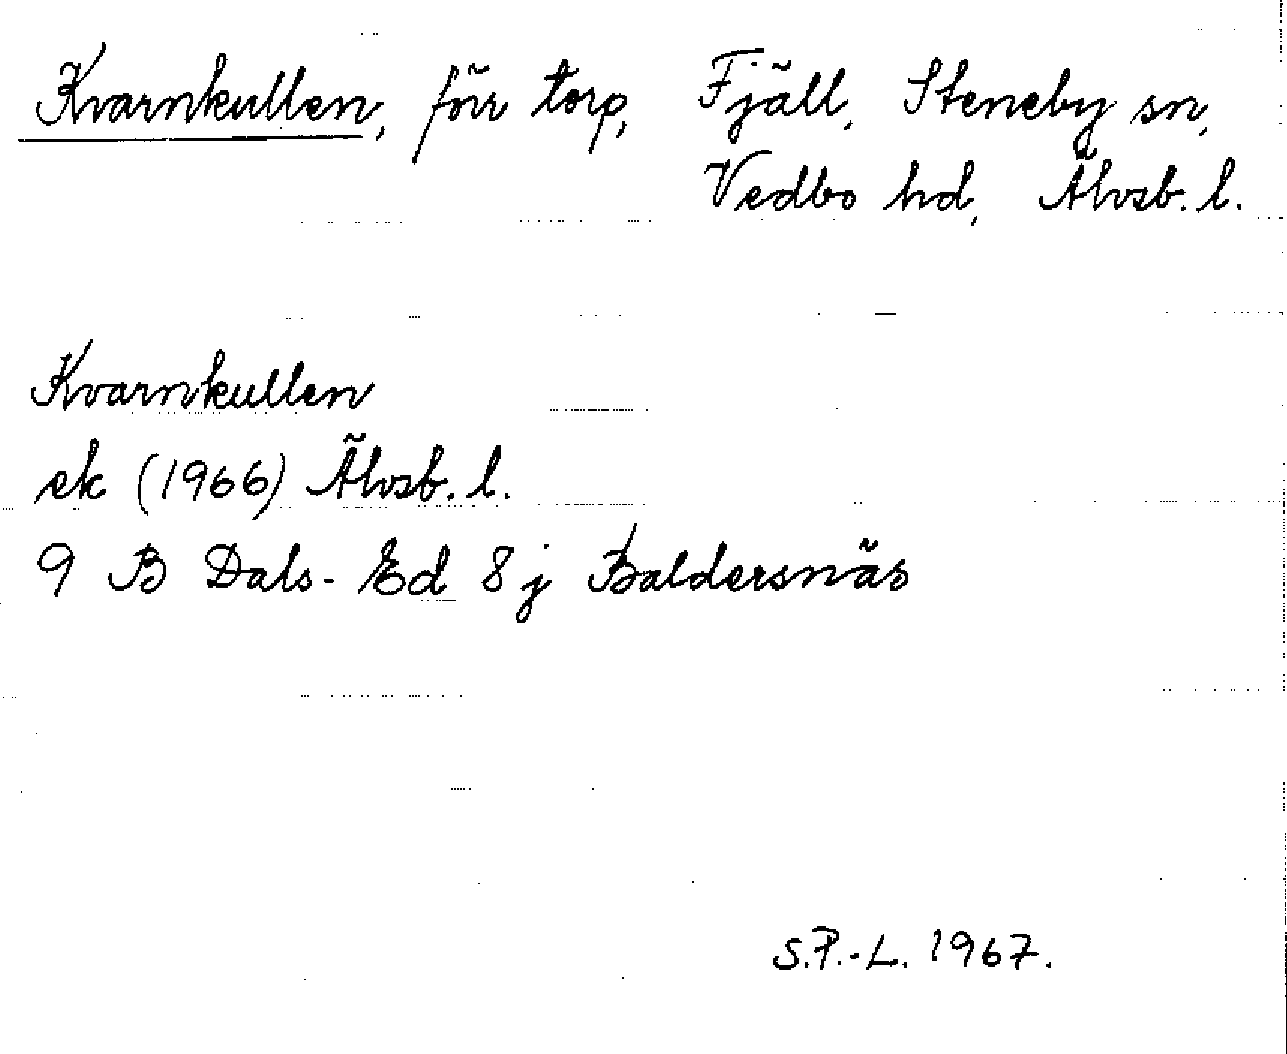 Kvarnkullen, förr torp, Fjäll, Steneby sn,
Vedbo hd, Älvsb. l.
Kvarnkullen
ek (1966) Älvsb. l.
9 B Dals-Ed 8 j Baldersnäs
S.P.-L. 1967.